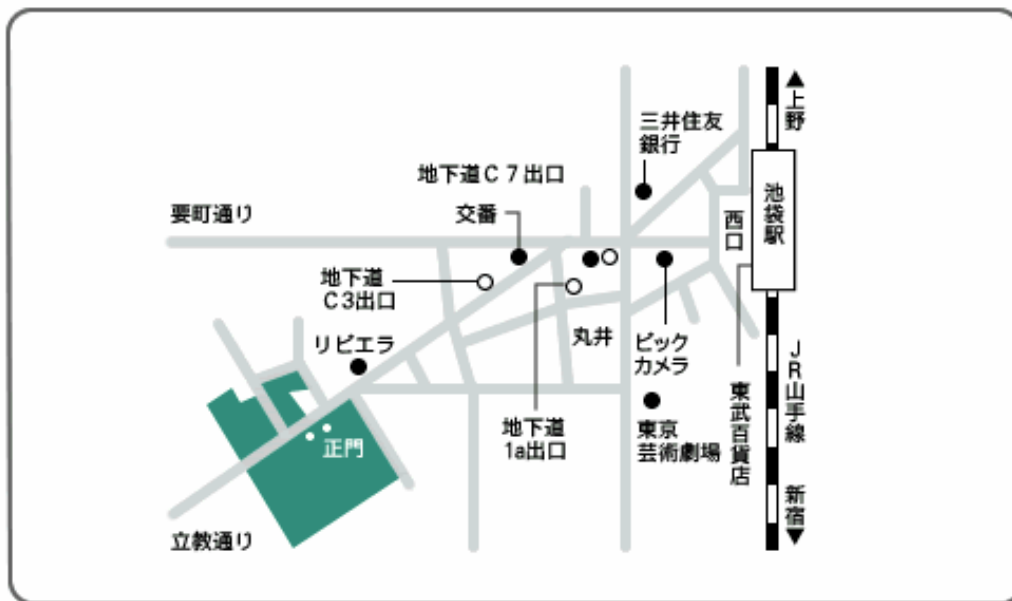 ▲上野
三井住友
銀行
地下道C7出口
池袋駅
要町通り
交番
西口
地下道
C3出口
リビエラ
丸井
ビック
カメラ
JR山手線
東武百貨店
地下道
1a出口
東京
芸術劇場
正門
新宿▼
立教通り